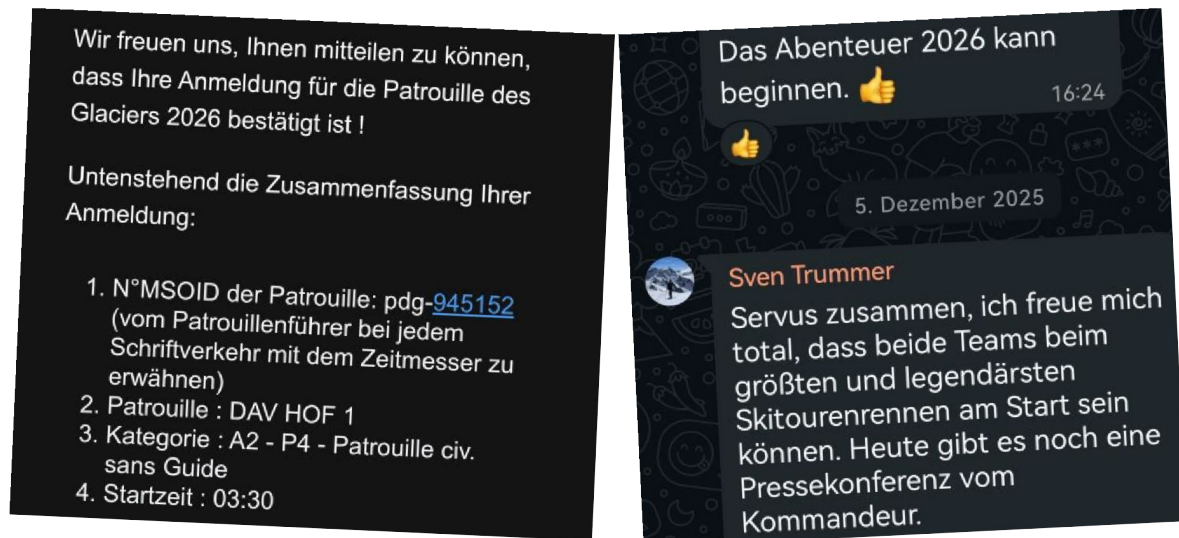 Wir freuen uns, Ihnen mitteilen zu können,
dass Ihre Anmeldung für die Patrouille des
Glaciers 2026 bestätigt ist !
Untenstehend die Zusammenfassung Ihrer
Anmeldung:
1. N°MSOID der Patrouille: pdg-945152
(vom Patrouillenführer bei jedem
Schriftverkehr mit dem Zeitmesser zu
erwähnen)
2. Patrouille : DAV HOF 1
3. Kategorie : A2 - P4 - Patrouille civ.
sans Guide
4. Startzeit : 03:30
Das Abenteuer 2026 kann
beginnen. 👍
16:24
👍
5. Dezember 2025
Sven Trummer
Servus zusammen, ich freue mich
total, dass beide Teams beim
größten und legendärsten
Skitourenrennen am Start sein
können. Heute gibt es noch eine
Pressekonferenz vom
Kommandeur.